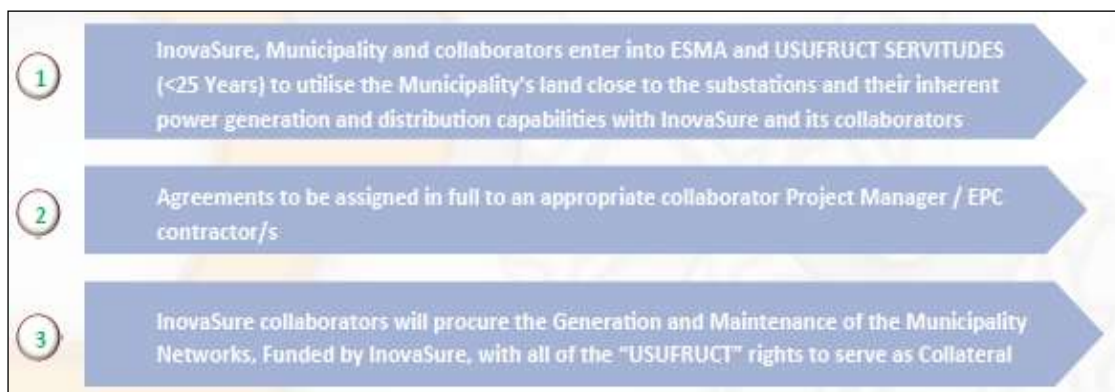 1
InovaSure, Municipality and collaborators enter into ESMA and USUFRUCT SERVITUDES
(<25 Years) to utilise the Municipality's land close to the substations and their inherent
power generation and distribution capabilities with InovaSure and its collaborators
2
Agreements to be assigned in full to an appropriate collaborator Project Manager / EPC
contractor/s
3
InovaSure collaborators will procure the Generation and Maintenance of the Municipality
Networks, Funded by InovaSure, with all of the “USUFRUCT” rights to serve as Collateral